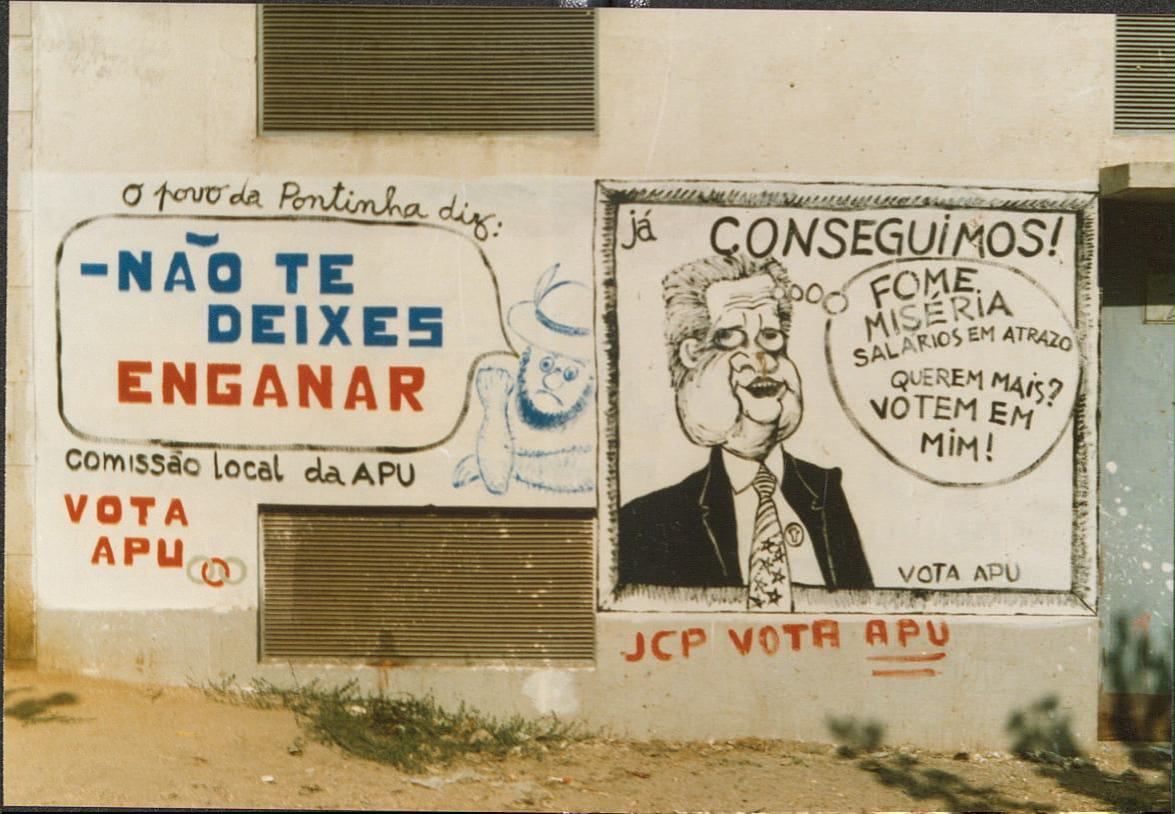 O povo da Pontinha diz:
-NÃO TE
DEIXES
ENGANAR
comissão local da APU
VOTA
APU
já CONSEGUiMOS!
FOME
MISÉRIA
SALARIOS EM ATRAZO
QUEREM MAiS?
VOTEM EM
MiM!
VOTA APU
JCP VOTA APU